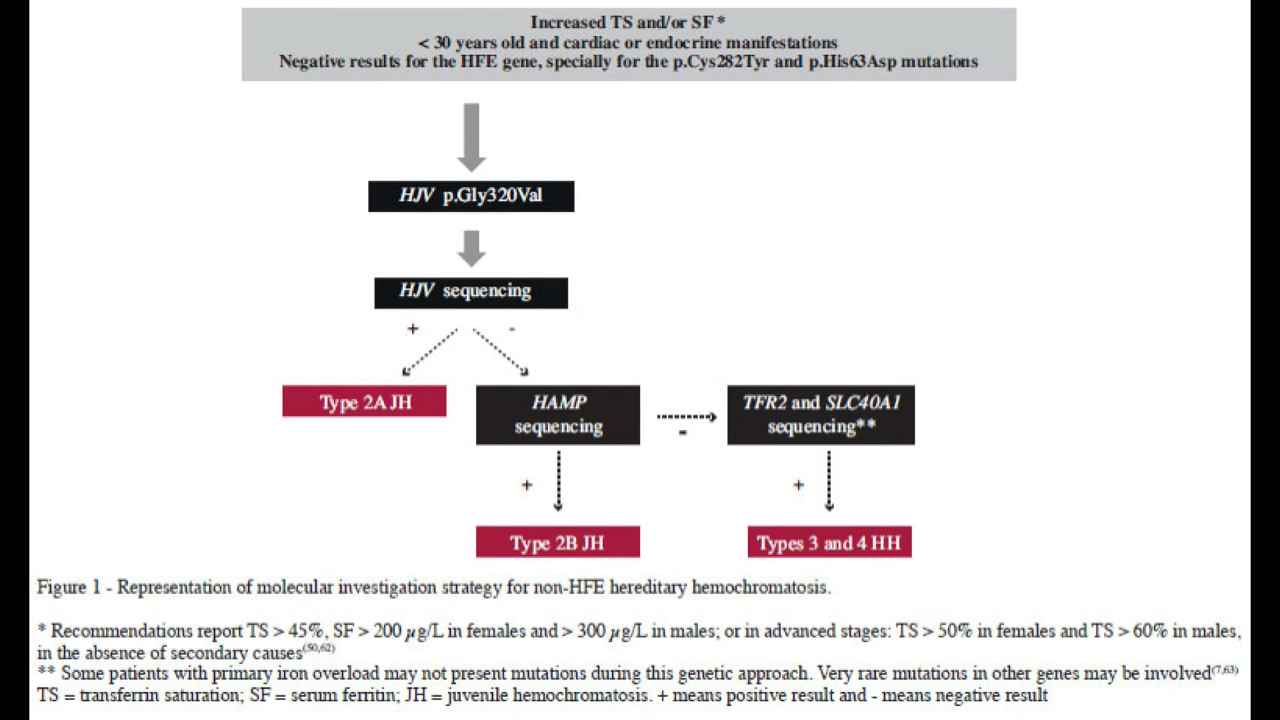 Increased TS and/or SF *
< 30 years old and cardiac or endocrine manifestations
Negative results for the HFE gene, specially for the p.Cys282Tyr and p.His63Asp mutations
HJV p.Gly320Val
HJV sequencing
+ -
Type 2A JH
HAMP
sequencing
-
TFR2 and SLC40A1
sequencing**
+ +
Type 2B JH
Types 3 and 4 HH
Figure 1 - Representation of molecular investigation strategy for non-HFE hereditary hemochromatosis.
* Recommendations report TS > 45%, SF > 200 µg/L in females and > 300 µg/L in males; or in advanced stages: TS > 50% in females and TS > 60% in males,
in the absence of secondary causes(50,62)
** Some patients with primary iron overload may not present mutations during this genetic approach. Very rare mutations in other genes may be involved(7,63)
TS = transferrin saturation; SF = serum ferritin; JH = juvenile hemochromatosis. + means positive result and - means negative result